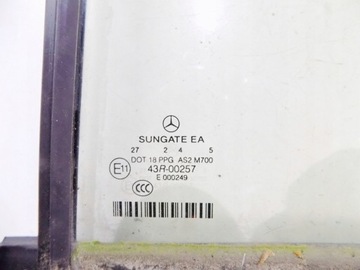 SUNGATE EA
27 2 4 5
DOT 18 PPG AS2 M700
E11 43R-00257
E 000249
CCC